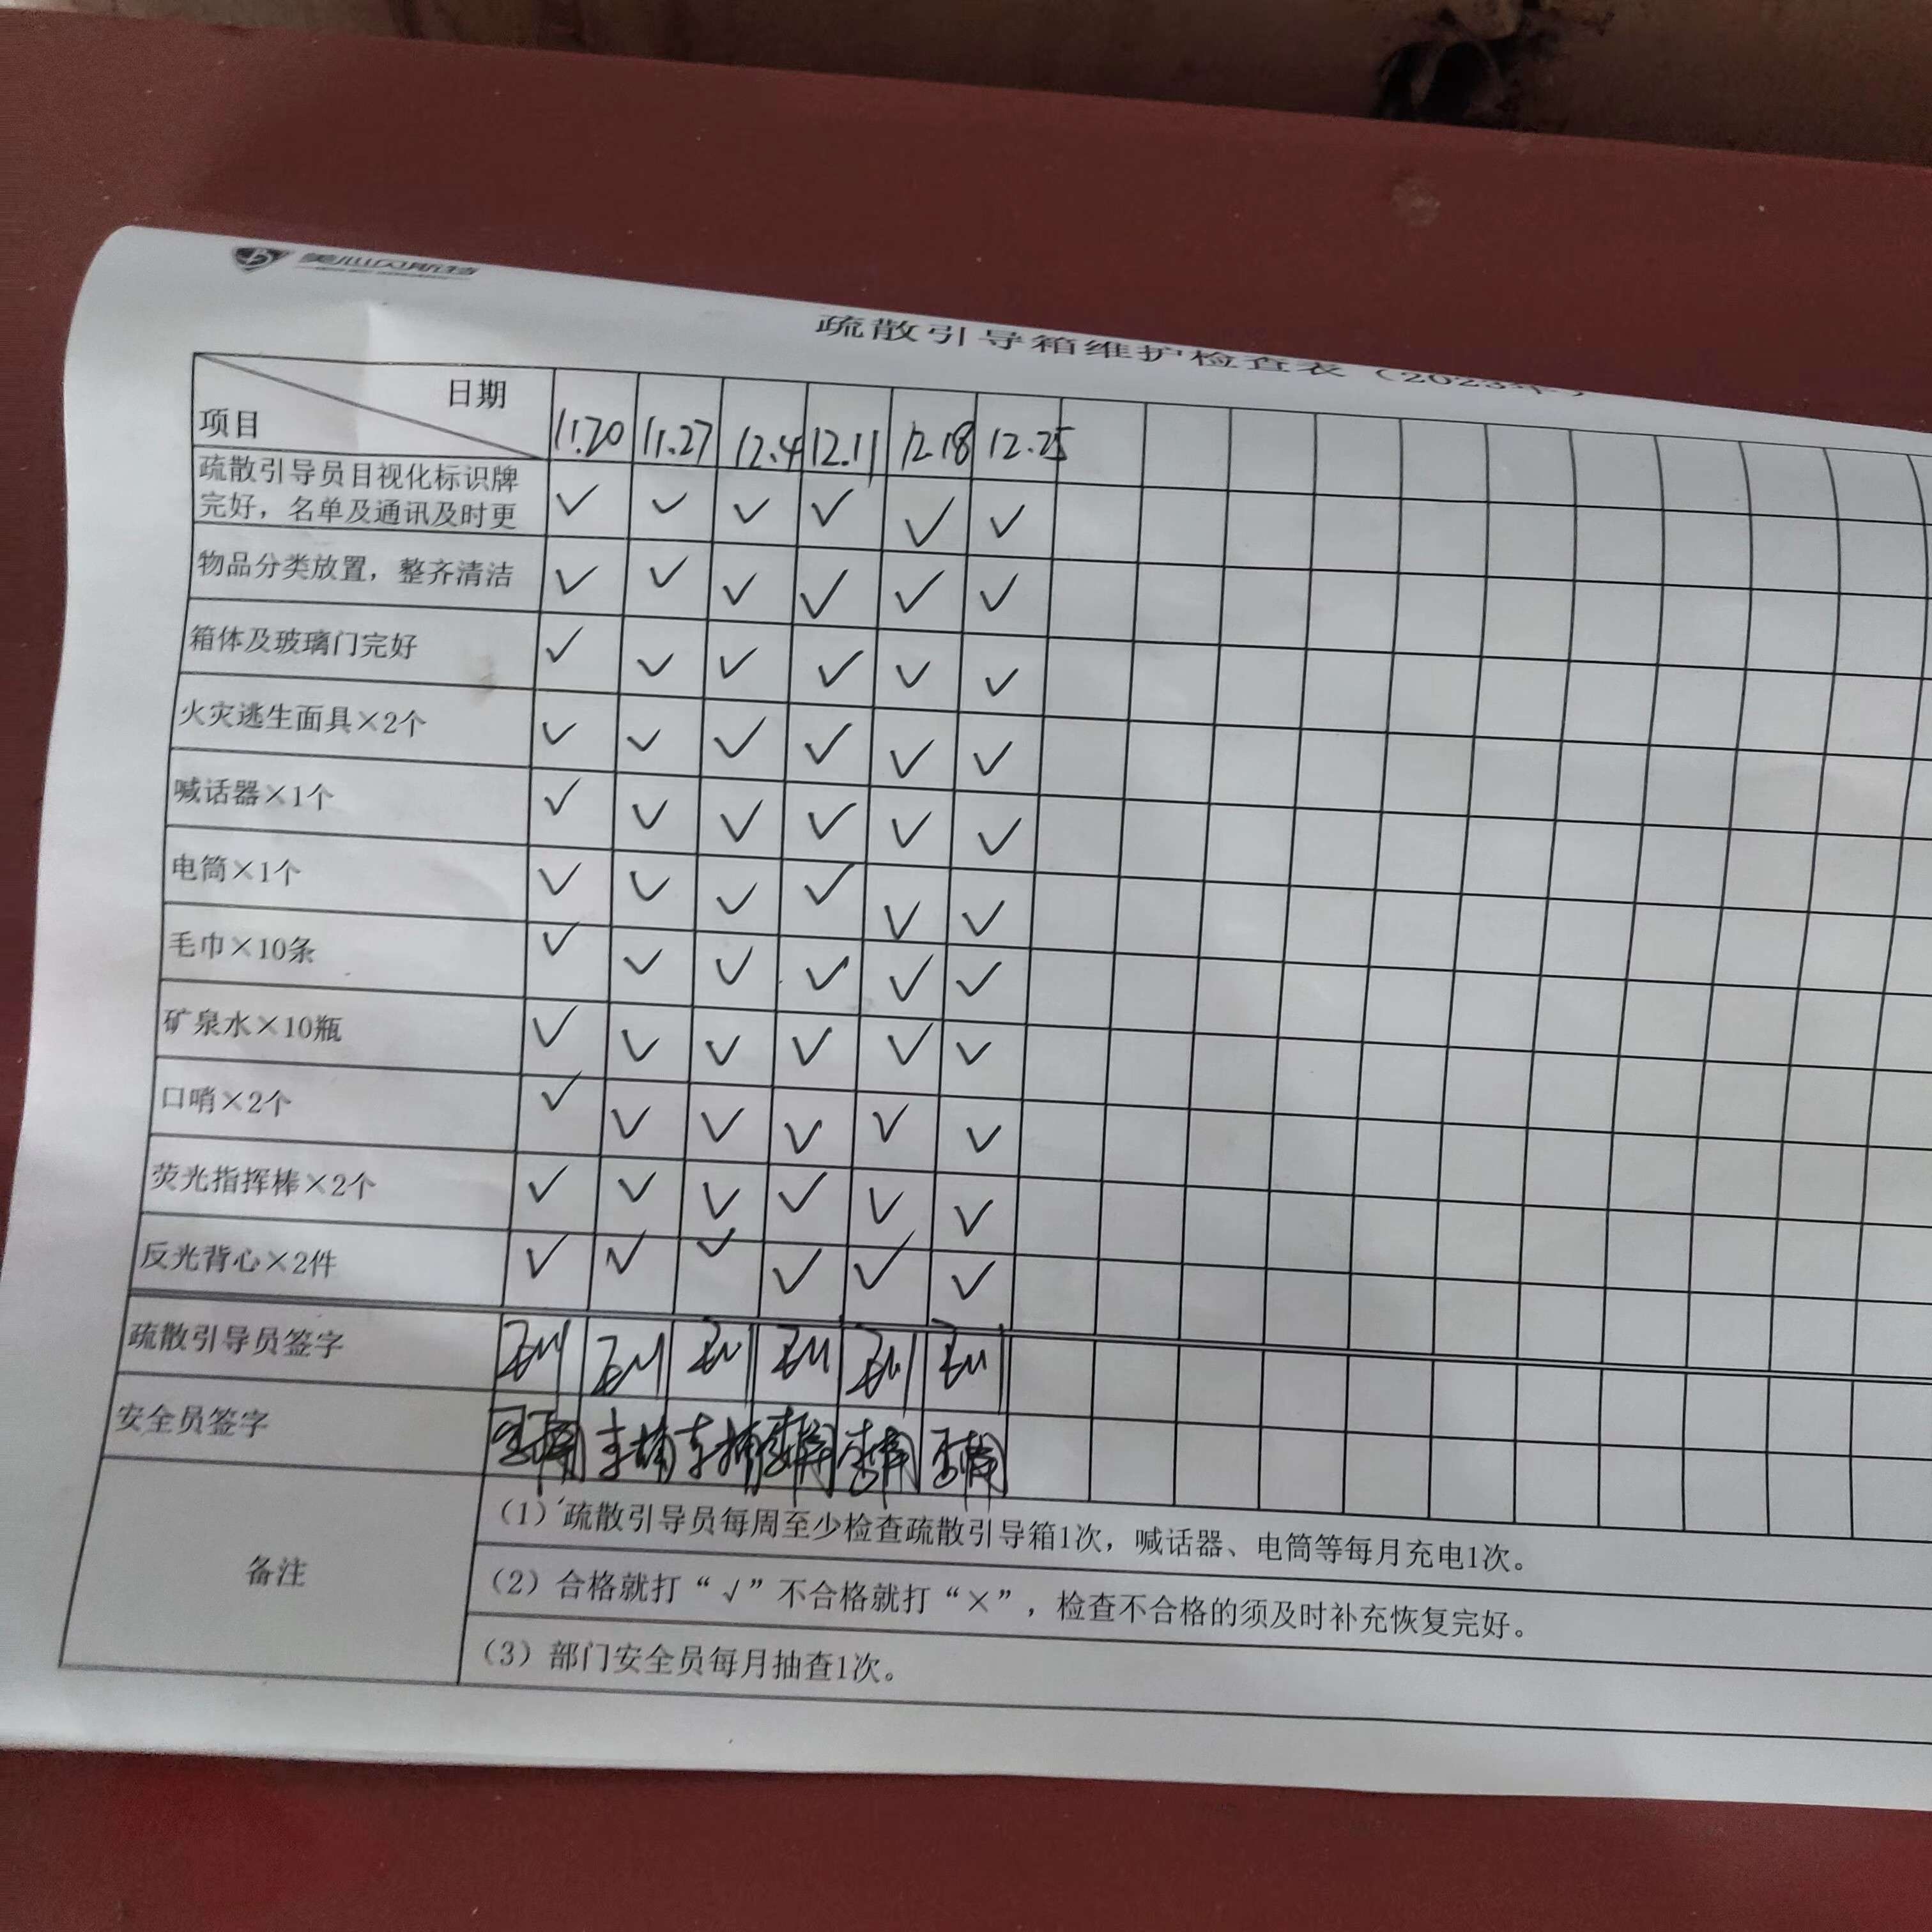 美心贝斯特
疏散引导箱维护检查表（2023年）
日期
项目
11.20 11.27 12.4 12.11 12.18 12.25
疏散引导员目视化标识牌
完好，名单及通讯及时更
✓ ✓ ✓ ✓ ✓ ✓
物品分类放置，整齐清洁 ✓ ✓ ✓ ✓ ✓ ✓
箱体及玻璃门完好 ✓ ✓ ✓ ✓ ✓ ✓
火灾逃生面具×2个 ✓ ✓ ✓ ✓ ✓ ✓
喊话器×1个 ✓ ✓ ✓ ✓ ✓ ✓
电筒×1个 ✓ ✓ ✓ ✓ ✓ ✓
毛巾×10条 ✓ ✓ ✓ ✓ ✓ ✓
矿泉水×10瓶 ✓ ✓ ✓ ✓ ✓ ✓
口哨×2个 ✓ ✓ ✓ ✓ ✓ ✓
荧光指挥棒×2个 ✓ ✓ ✓ ✓ ✓ ✓
反光背心×2件 ✓ ✓ ✓ ✓ ✓ ✓
疏散引导员签字
安全员签字
备注
（1）疏散引导员每周至少检查疏散引导箱1次，喊话器、电筒等每月充电1次。
（2）合格就打“√”不合格就打“×”，检查不合格的须及时补充恢复完好。
（3）部门安全员每月抽查1次。